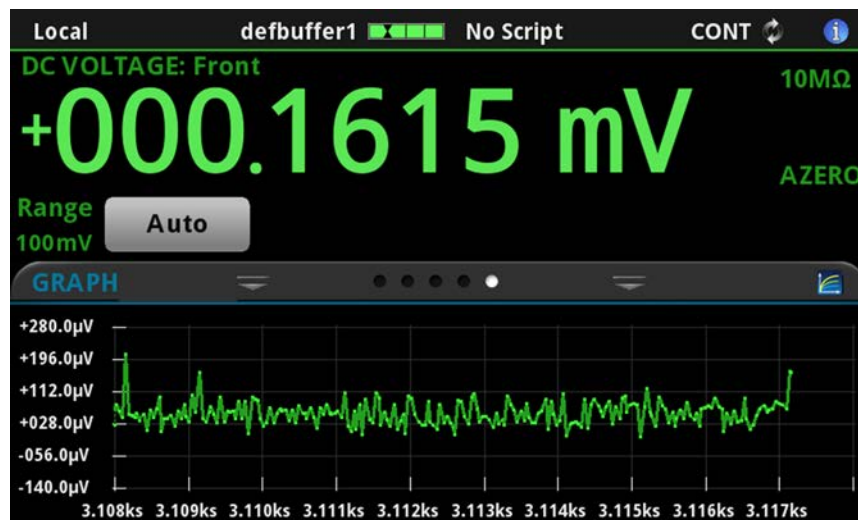 Local defbuffer1 No Script CONT i
DC VOLTAGE: Front
10MΩ
+000.1615 mV
AZERO
Range
100mV
Auto
GRAPH
+280.0µV
+196.0µV
+112.0µV
+028.0µV
-056.0µV
-140.0µV
3.108ks 3.109ks 3.110ks 3.111ks 3.112ks 3.113ks 3.114ks 3.115ks 3.116ks 3.117ks